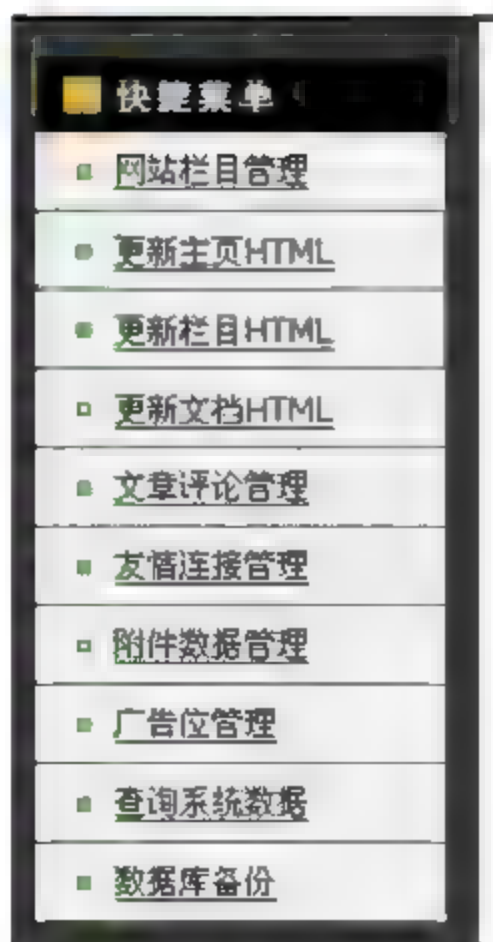 快捷菜单
网站栏目管理
更新主页HTML
更新栏目HTML
更新文档HTML
文章评论管理
友情连接管理
附件数据管理
广告位管理
查询系统数据
数据库备份